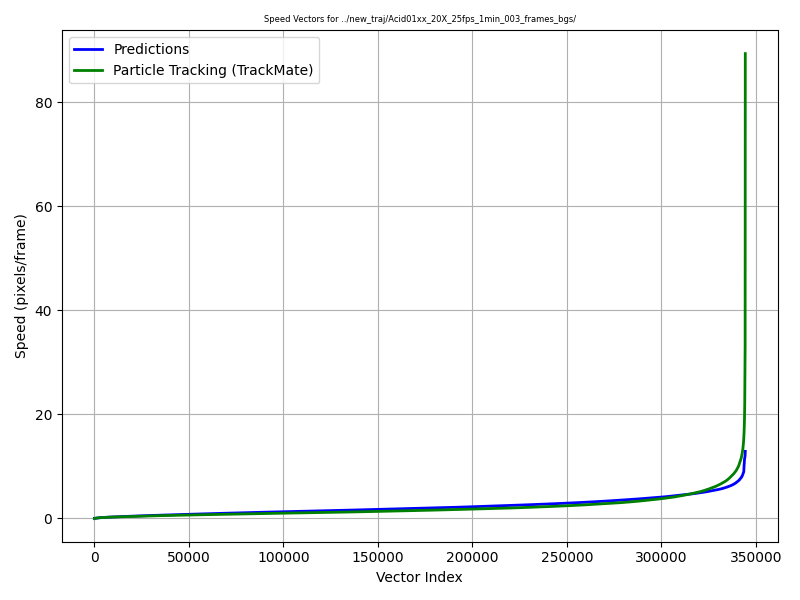 Speed Vectors for ../new_traj/Acid01xx_20X_25fps_1min_003_frames_bgs/
Predictions
Particle Tracking (TrackMate)
80
60
40
20
0
Speed (pixels/frame)
0 50000 100000 150000 200000 250000 300000 350000
Vector Index